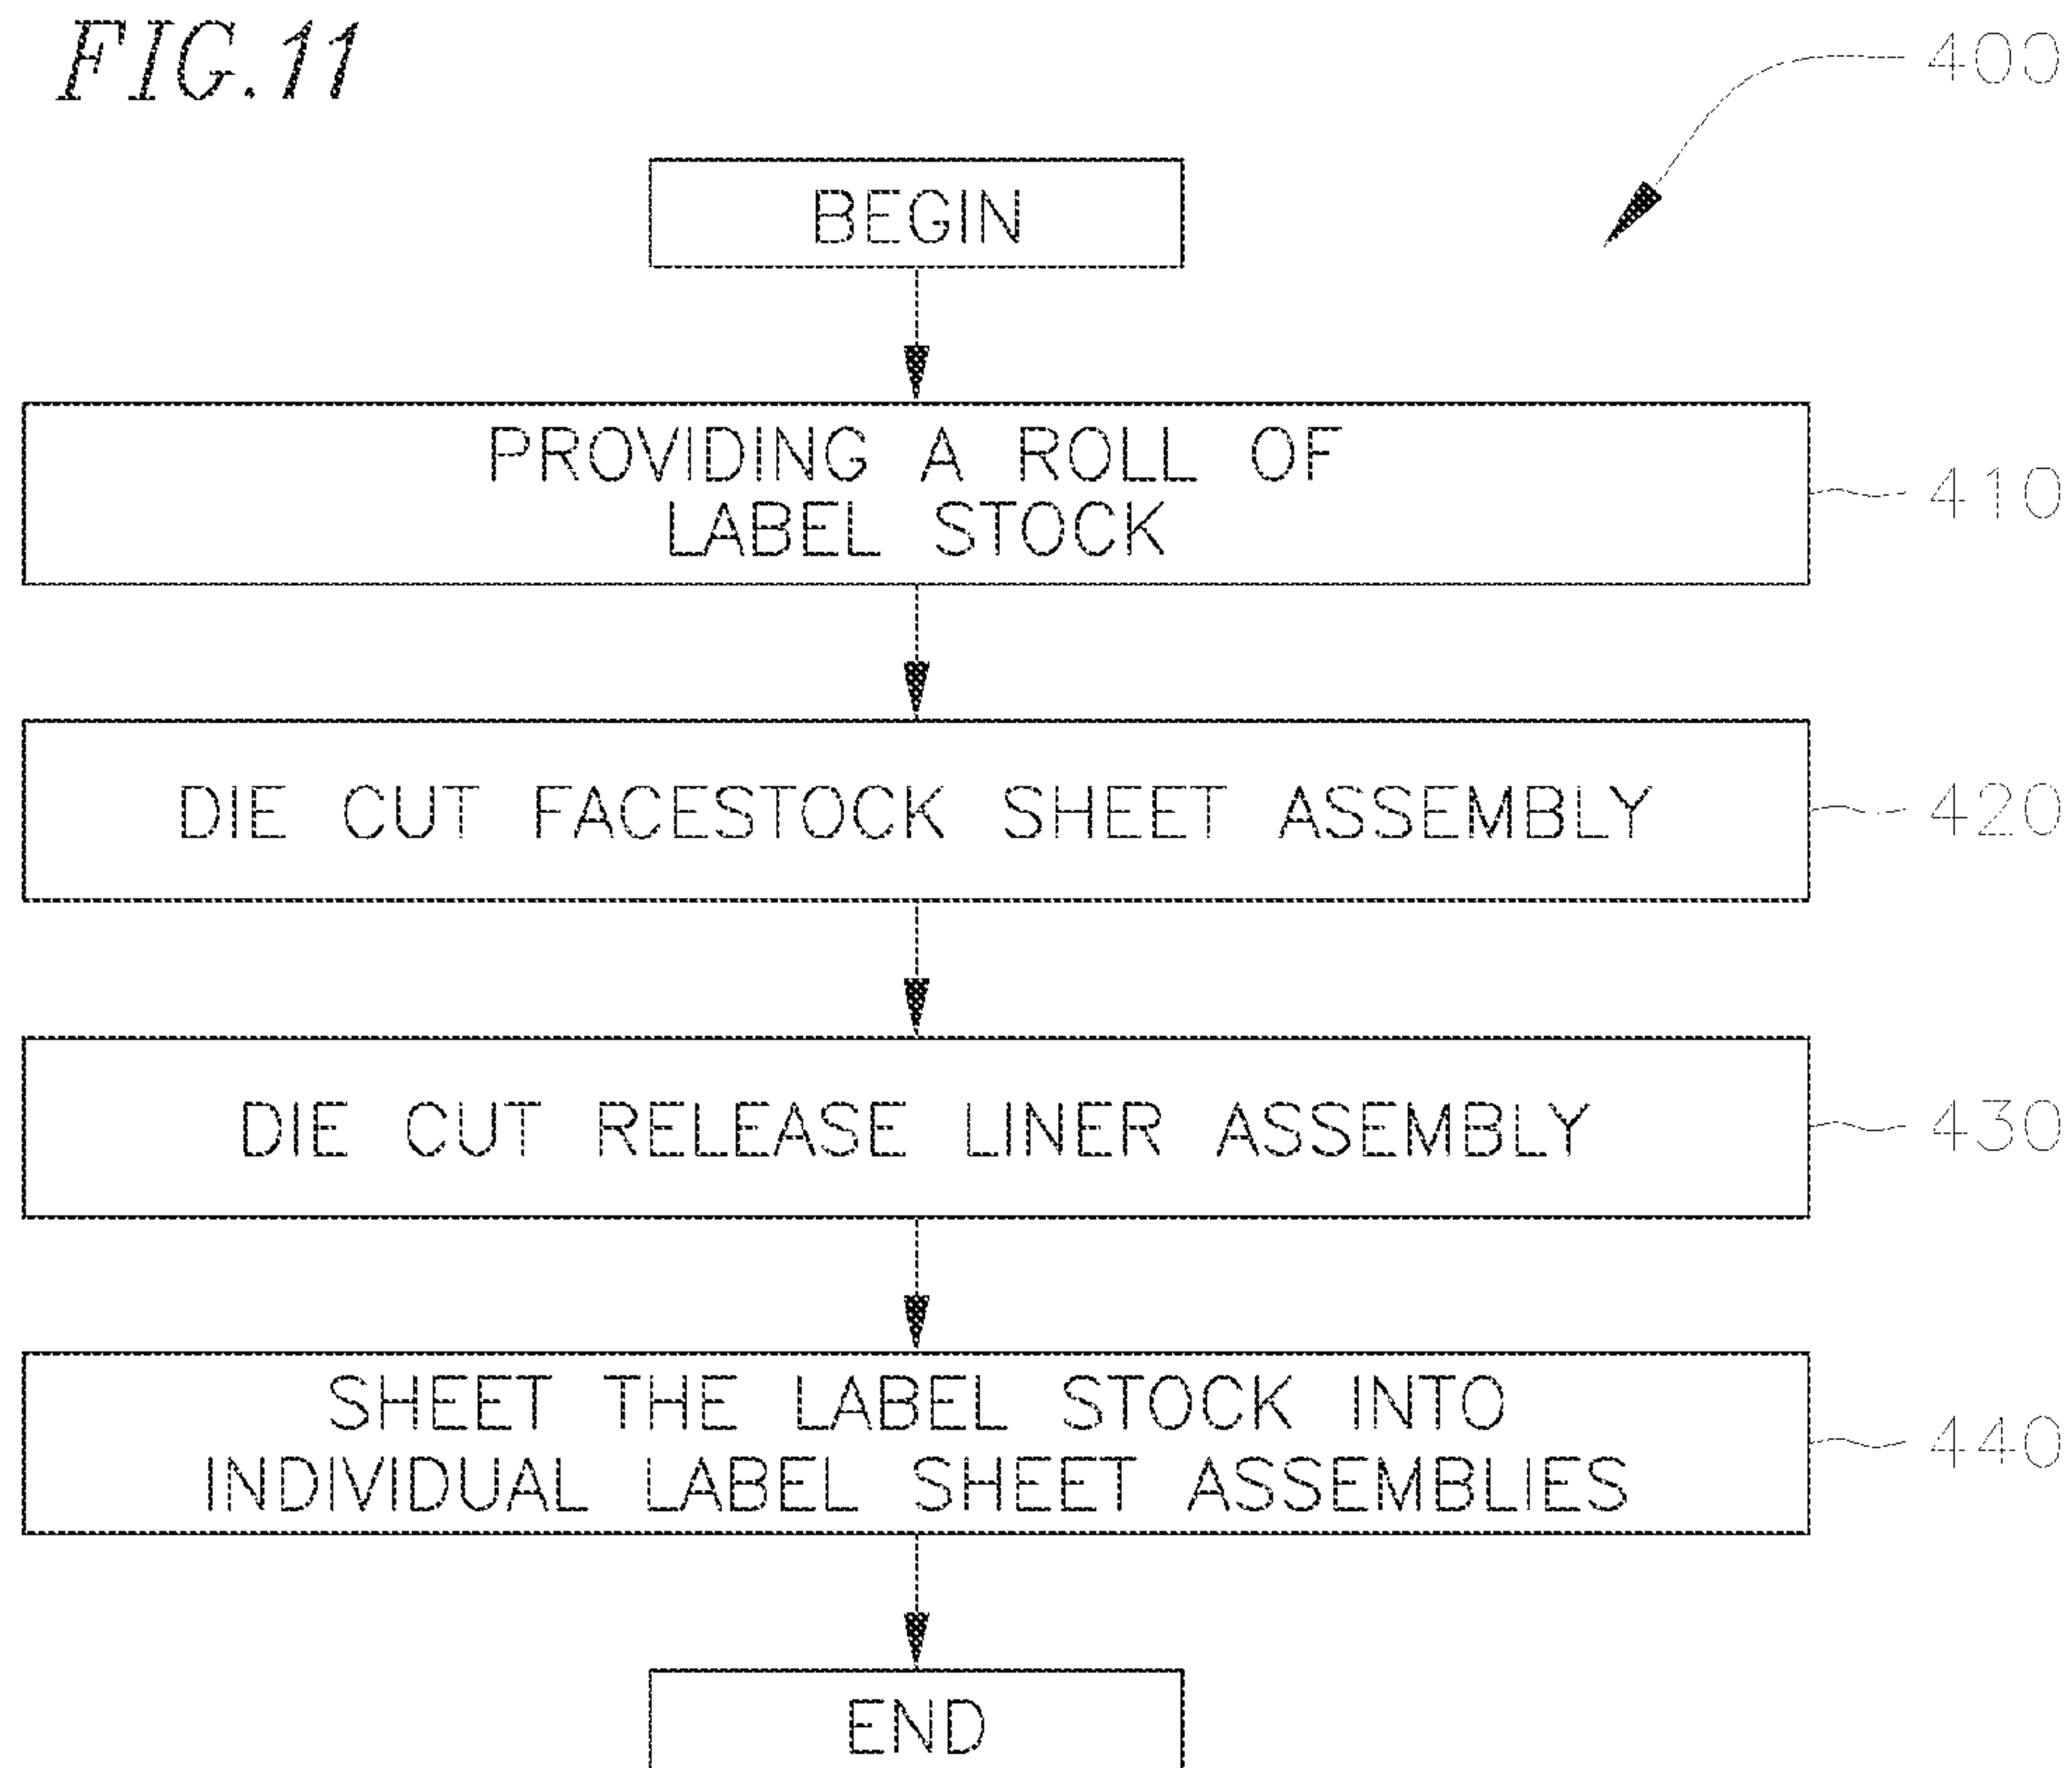 FIG.11
400
BEGIN
PROVIDING A ROLL OF
LABEL STOCK
410
DIE CUT FACESTOCK SHEET ASSEMBLY
420
DIE CUT RELEASE LINER ASSEMBLY
430
SHEET THE LABEL STOCK INTO
INDIVIDUAL LABEL SHEET ASSEMBLIES
440
END